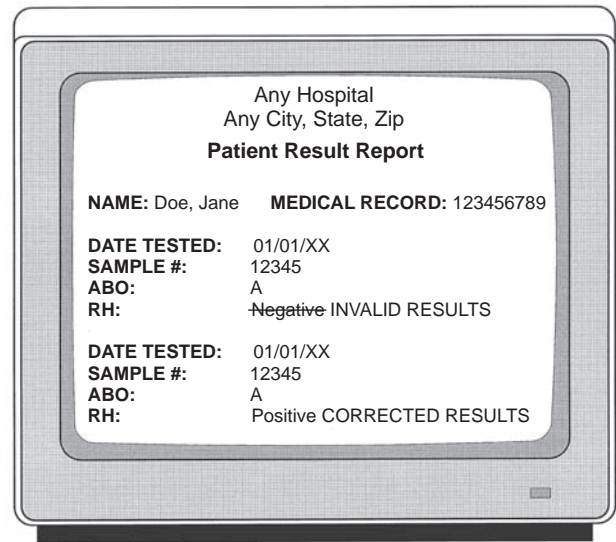 Any Hospital
Any City, State, Zip
Patient Result Report
NAME: Doe, Jane MEDICAL RECORD: 123456789
DATE TESTED: 01/01/XX
SAMPLE #: 12345
ABO: A
RH: Negative INVALID RESULTS
DATE TESTED: 01/01/XX
SAMPLE #: 12345
ABO: A
RH: Positive CORRECTED RESULTS